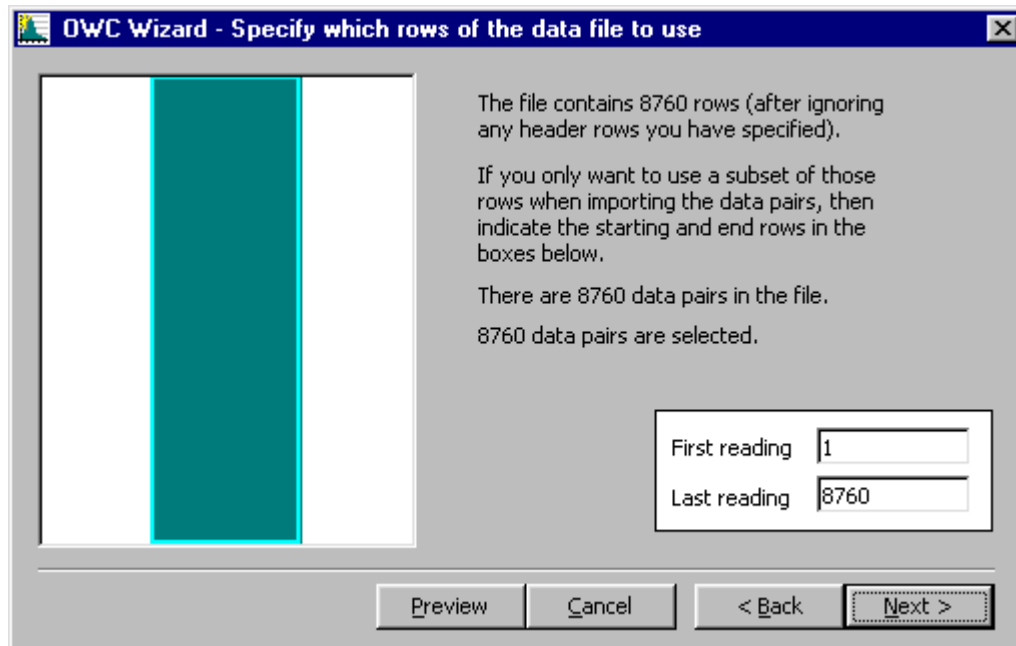 OWC Wizard - Specify which rows of the data file to use
The file contains 8760 rows (after ignoring
any header rows you have specified).
If you only want to use a subset of those
rows when importing the data pairs, then
indicate the starting and end rows in the
boxes below.
There are 8760 data pairs in the file.
8760 data pairs are selected.
First reading 1
Last reading 8760
Preview Cancel < Back Next >